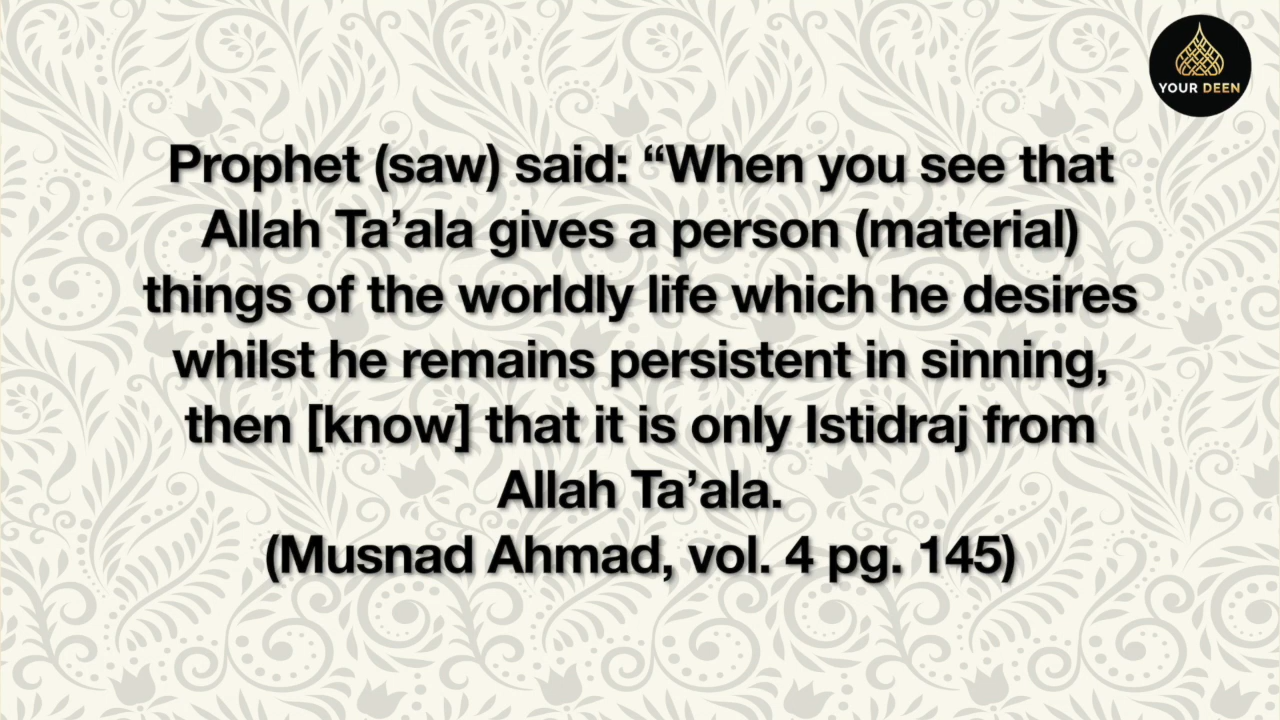 YOUR DEEN
Prophet (saw) said: “When you see that
Allah Ta’ala gives a person (material)
things of the worldly life which he desires
whilst he remains persistent in sinning,
then [know] that it is only Istidraj from
Allah Ta’ala.
(Musnad Ahmad, vol. 4 pg. 145)